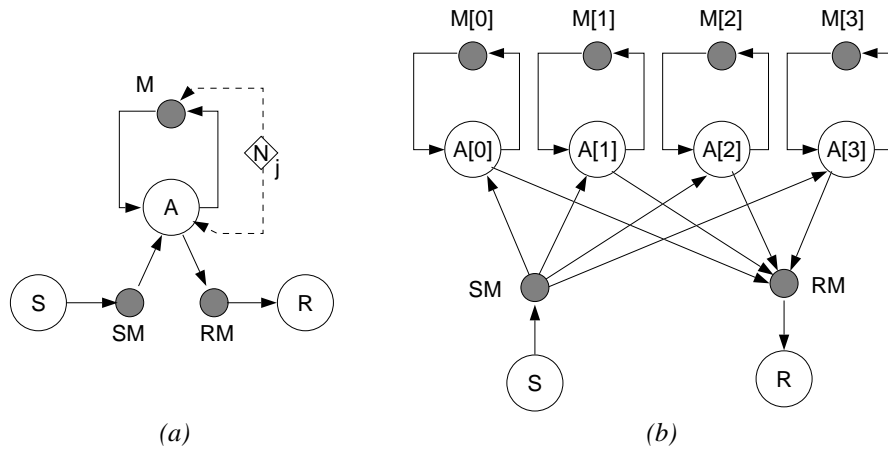 M
N
j
A
S
SM
RM
R
(a)
M[0] M[1] M[2] M[3]
A[0] A[1] A[2] A[3]
SM
RM
S
R
(b)